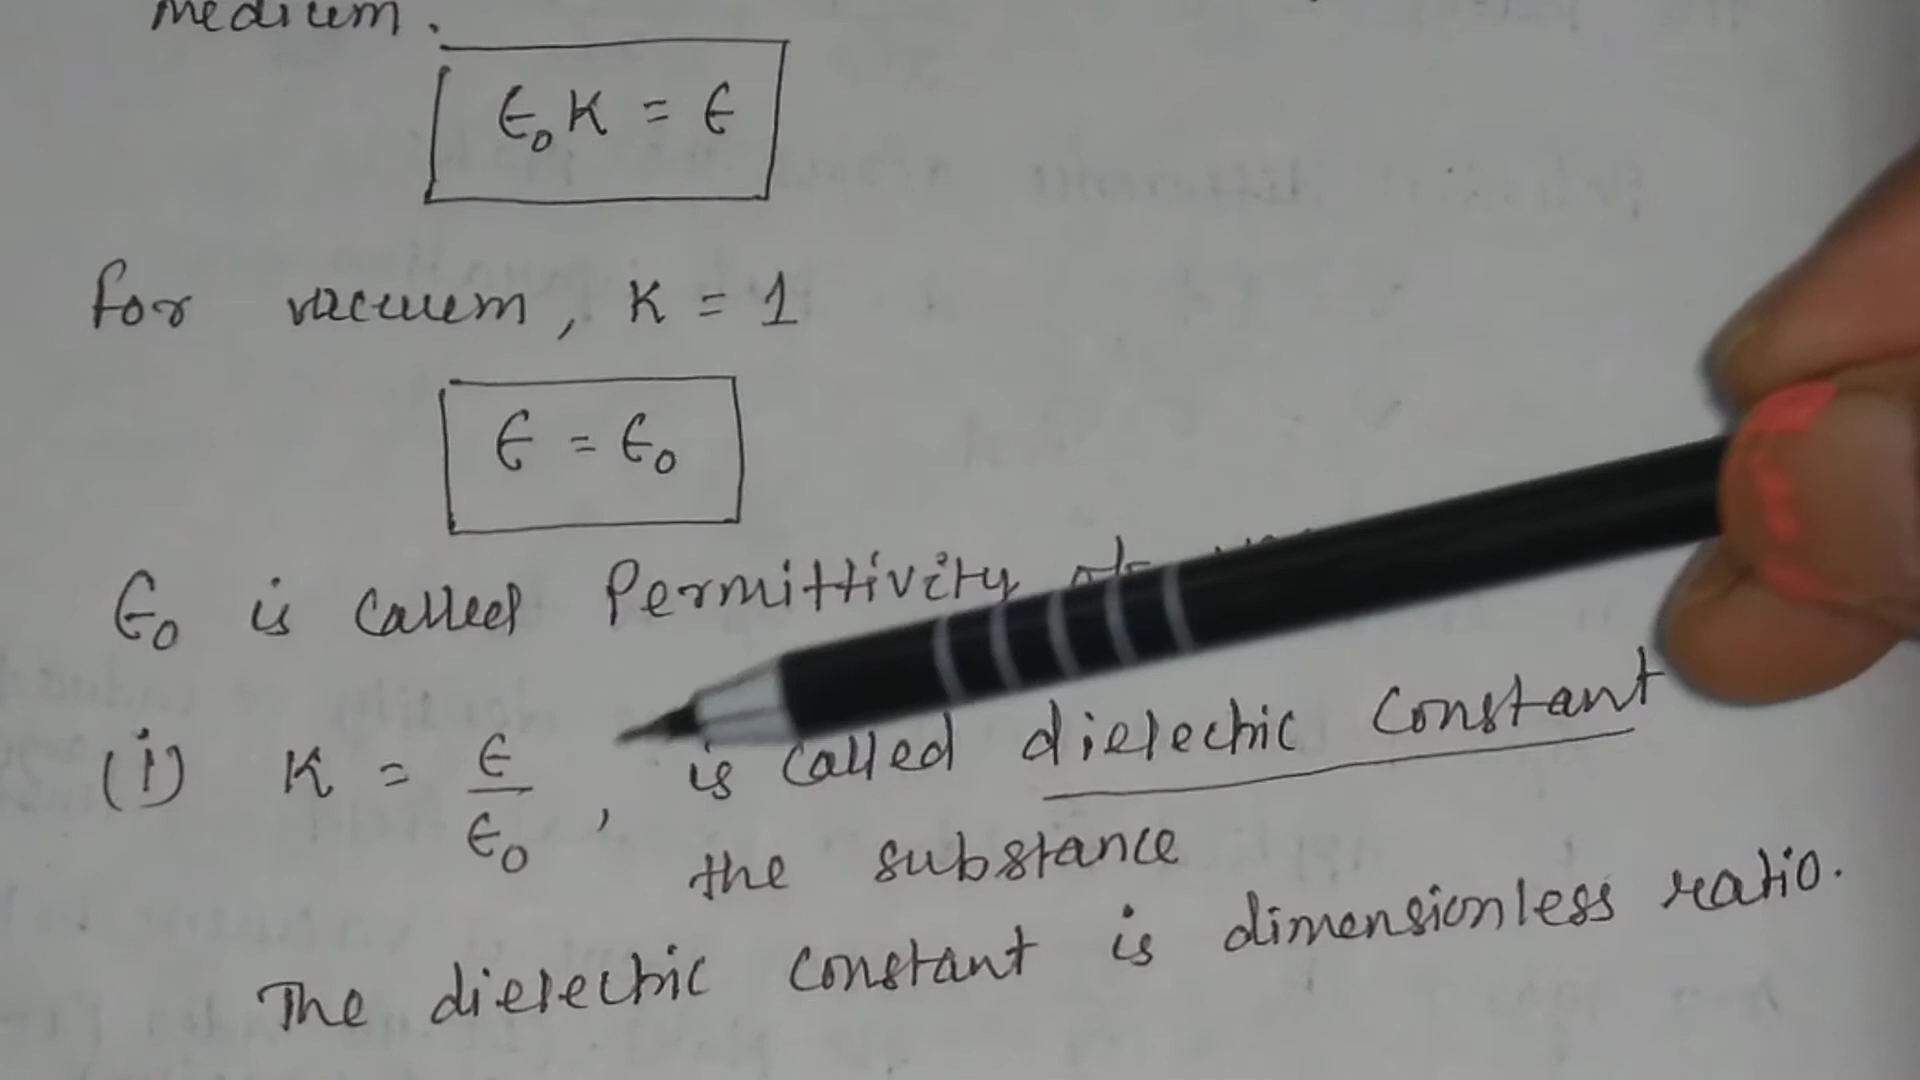 medium.
ϵ₀K = ϵ
for vacuum, K = 1
ϵ = ϵ₀
ϵ₀ is called Permittivity of
(i) K = ϵ/ϵ₀, is called dielectric constant
the substance
The dielectric constant is dimensionless ratio.